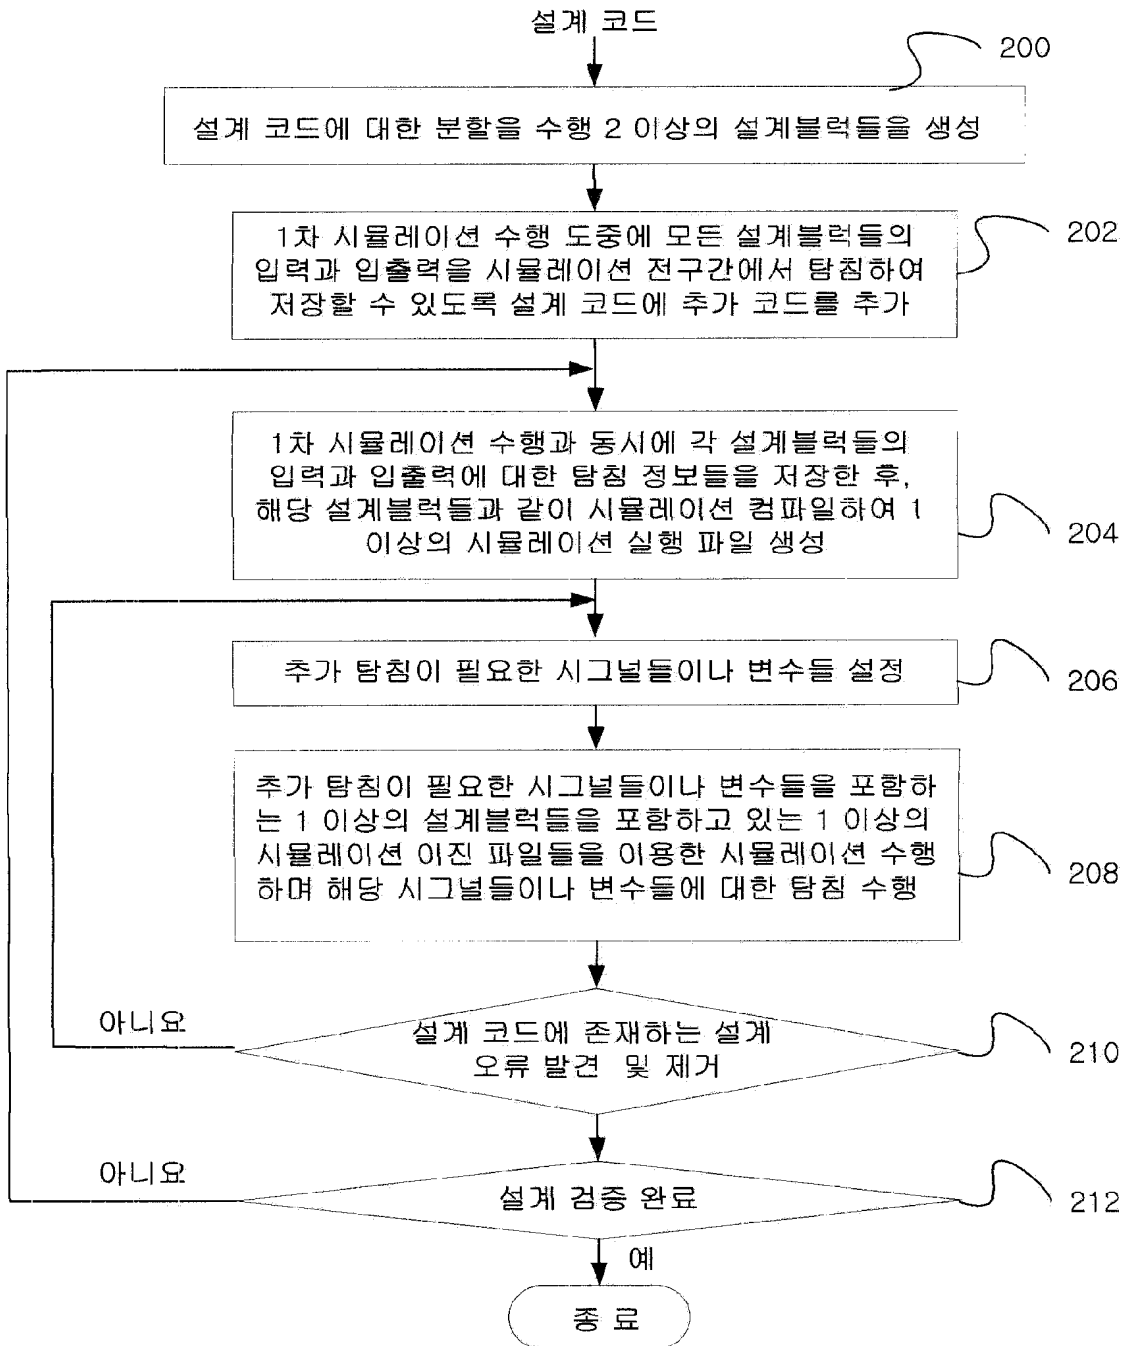 설계 코드
200
설계 코드에 대한 분할을 수행 2 이상의 설계블럭들을 생성
1차 시뮬레이션 수행 도중에 모든 설계블럭들의
입력과 입출력을 시뮬레이션 전구간에서 탐침하여
저장할 수 있도록 설계 코드에 추가 코드를 추가
202
1차 시뮬레이션 수행과 동시에 각 설계블럭들의
입력과 입출력에 대한 탐침 정보들을 저장한 후,
해당 설계블럭들과 같이 시뮬레이션 컴파일하여 1
이상의 시뮬레이션 실행 파일 생성
204
추가 탐침이 필요한 시그널들이나 변수들 설정
206
추가 탐침이 필요한 시그널들이나 변수들을 포함하
는 1 이상의 설계블럭들을 포함하고 있는 1 이상의
시뮬레이션 이진 파일들을 이용한 시뮬레이션 수행
하며 해당 시그널들이나 변수들에 대한 탐침 수행
208
아니요
설계 코드에 존재하는 설계
오류 발견 및 제거
210
아니요
설계 검증 완료
212
예
종 료